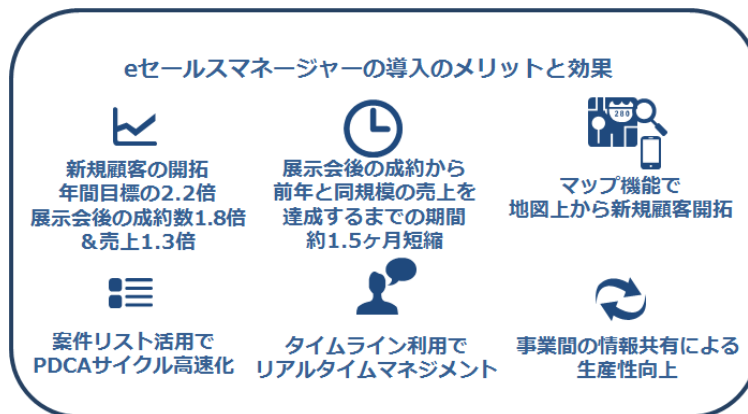 eセールスマネージャーの導入のメリットと効果
新規顧客の開拓
年間目標の2.2倍
展示会後の成約数1.8倍
&売上1.3倍
展示会後の成約から
前年と同規模の売上を
達成するまでの期間
約1.5ヶ月短縮
280
マップ機能で
地図上から新規顧客開拓
案件リスト活用で
PDCAサイクル高速化
タイムライン利用で
リアルタイムマネジメント
事業間の情報共有による
生産性向上